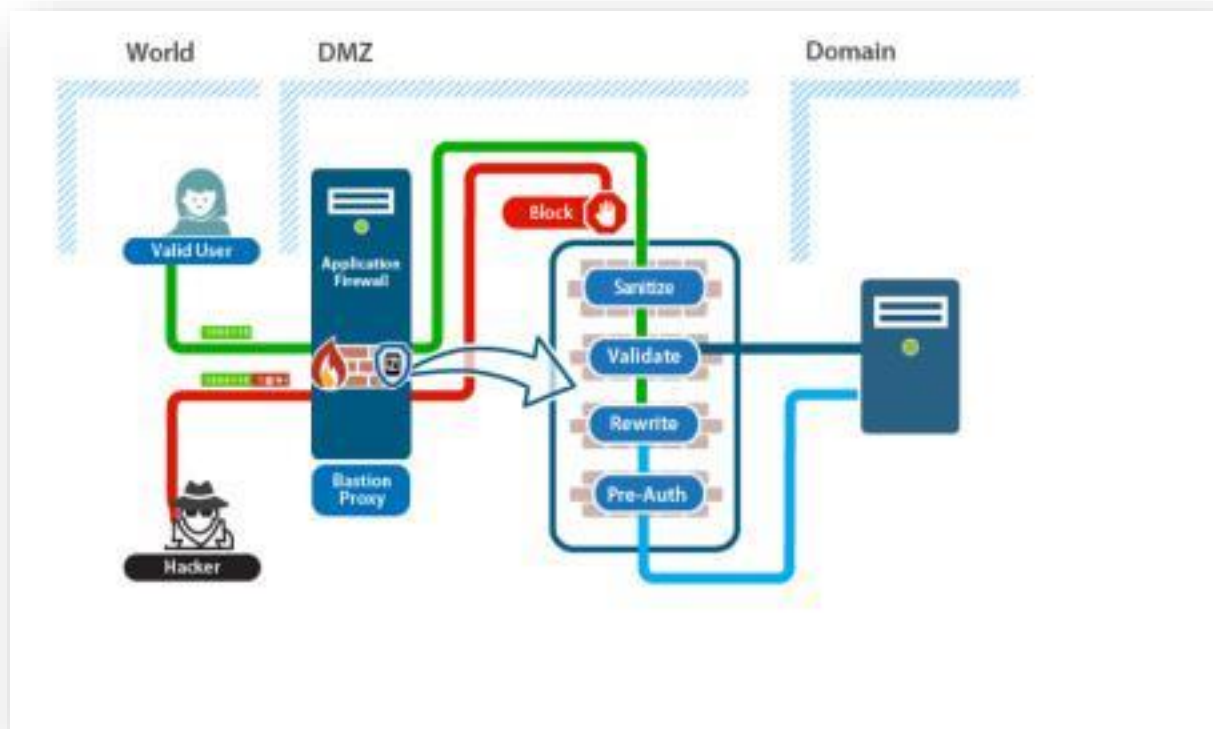 World
DMZ
Domain
Block
Valid User
Application
Firewall
Sanitize
Validate
Rewrite
Bastion
Proxy
Pre-Auth
Hacker